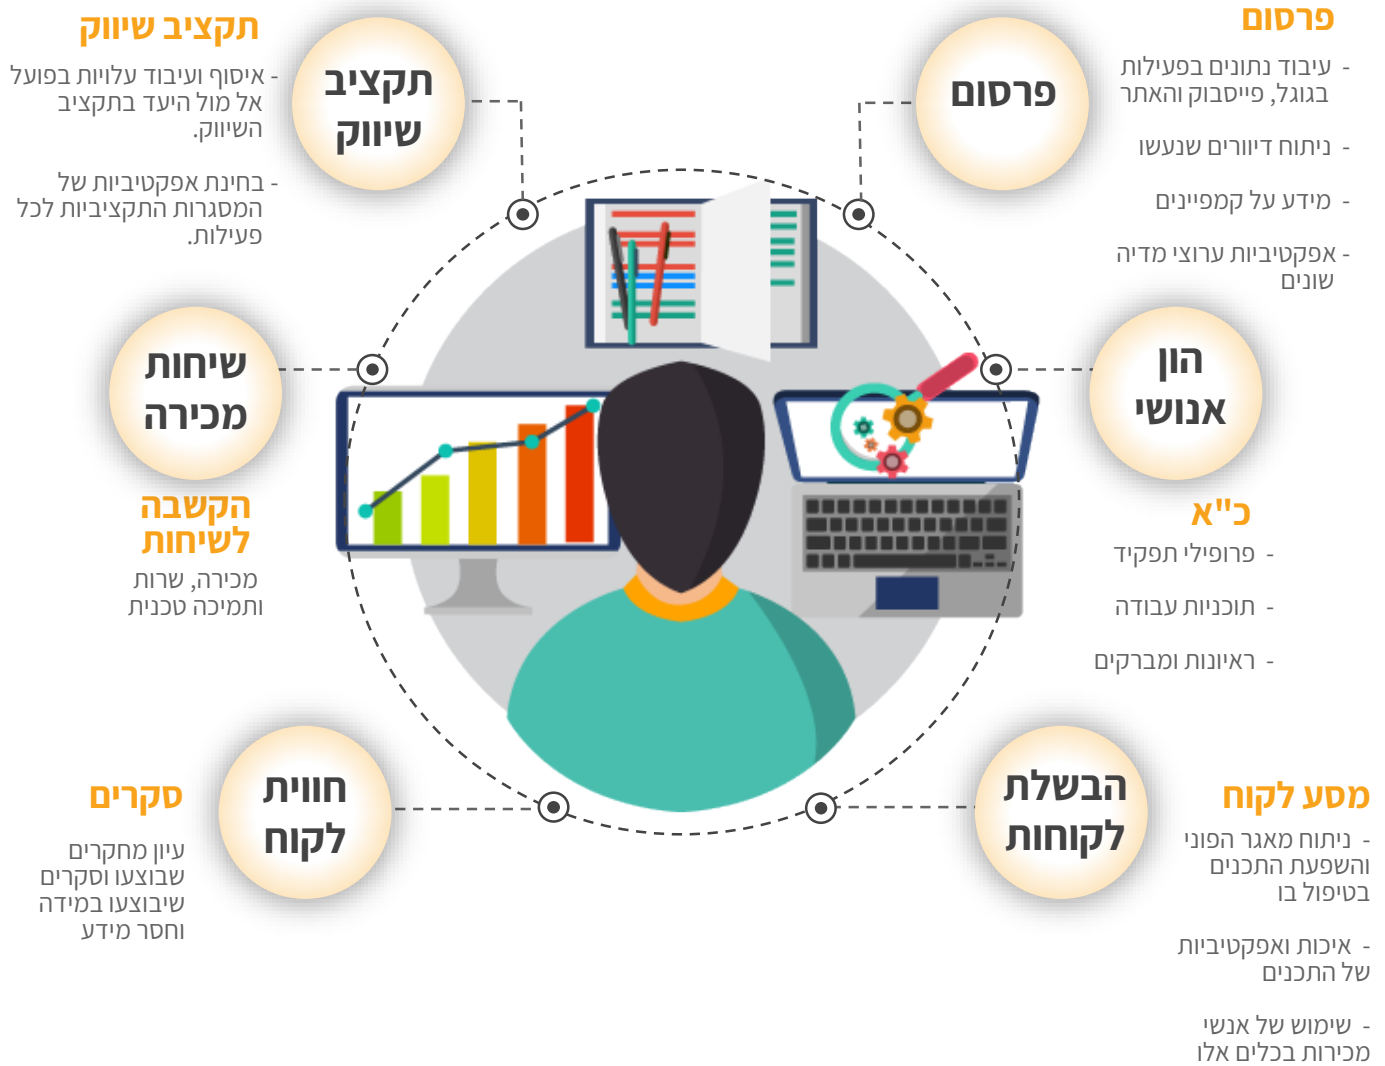 פרסום
פרסום
- עיבוד נתונים בפעילות
בגוגל, פייסבוק והאתר
- ניתוח דיוורים שנעשו
- מידע על קמפיינים
- אפקטיביות ערוצי מדיה
שונים
הון
אנושי
כ"א
- פרופילי תפקיד
- תוכניות עבודה
- ראיונות ומברקים
הבשלת
לקוחות
מסע לקוח
- ניתוח מאגר הפוני
והשפעת התכנים
בטיפול בו
- איכות ואפקטיביות
של התכנים
- שימוש של אנשי
מכירות בכלים אלו
תקציב
שיווק
תקציב שיווק
- איסוף ועיבוד עלויות בפועל
אל מול היעד בתקציב
השיווק.
- בחינת אפקטיביות של
המסגרות התקציביות לכל
פעילות.
שיחות
מכירה
הקשבה
לשיחות
מכירה, שרות
ותמיכה טכנית
חווית
לקוח
סקרים
עיון מחקרים
שבוצעו וסקרים
שיבוצעו במידה
וחסר מידע